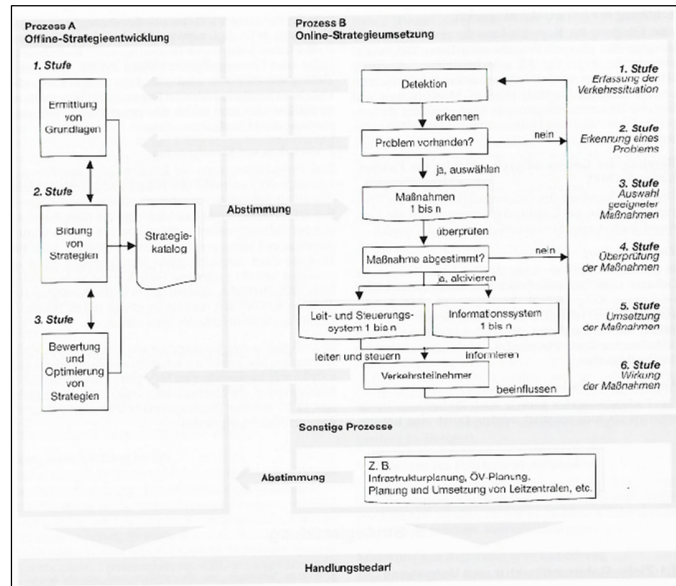 Prozess A
Offline-Strategieentwicklung
1. Stufe
Ermittlung
von
Grundlagen
2. Stufe
Bildung
von
Strategien
Strategie-
katalog
3. Stufe
Bewertung
und
Optimierung
von
Strategien
Abstimmung
Prozess B
Online-Strategieumsetzung
Detektion
erkennen
Problem vorhanden?
nein
ja, auswählen
Maßnahmen
1 bis n
überprüfen
Maßnahme abgestimmt?
nein
ja, aktivieren
Leit- und Steuerungs-
system 1 bis n
Informationssystem
1 bis n
leiten und steuern
informieren
Verkehrsteilnehmer
beeinflussen
1. Stufe
Erfassung der
Verkehrssituation
2. Stufe
Erkennung eines
Problems
3. Stufe
Auswahl
geeigneter
Maßnahmen
4. Stufe
Überprüfung
der Maßnahmen
5. Stufe
Umsetzung
der Maßnahmen
6. Stufe
Wirkung
der Maßnahmen
Sonstige Prozesse
Abstimmung
Z. B.
Infrastrukturplanung, ÖV-Planung,
Planung und Umsetzung von Leitzentralen, etc.
Handlungsbedarf